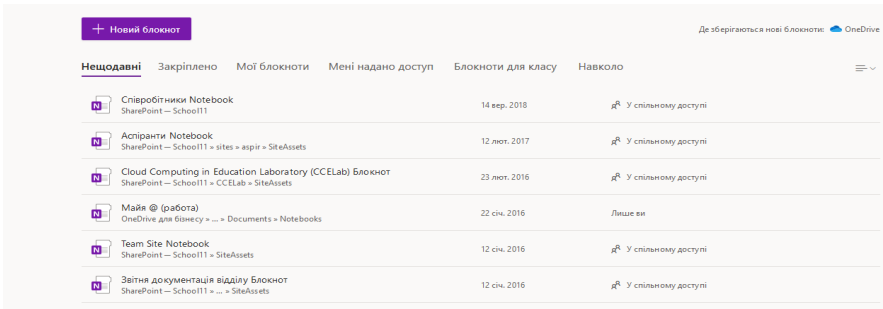 Новий блокнот
Де зберігаються нові блокноти: OneDrive
Нещодавні Закріплено Мої блокноти Мені надано доступ Блокноти для класу Навколо
Співробітники Notebook
SharePoint — School11
14 вер. 2018 У спільному доступі
Аспіранти Notebook
SharePoint — School11 » sites » aspir » SiteAssets
12 лют. 2017 У спільному доступі
Cloud Computing in Education Laboratory (CCELab) Блокнот
SharePoint — School11 » CCELab » SiteAssets
23 лют. 2016 У спільному доступі
Майя @ (работа)
OneDrive для бізнесу » ... » Documents » Notebooks
22 січ. 2016 Лише ви
Team Site Notebook
SharePoint — School11 » SiteAssets
12 січ. 2016 У спільному доступі
Звітня документація відділу Блокнот
SharePoint — School11 » ... » SiteAssets
12 січ. 2016 У спільному доступі